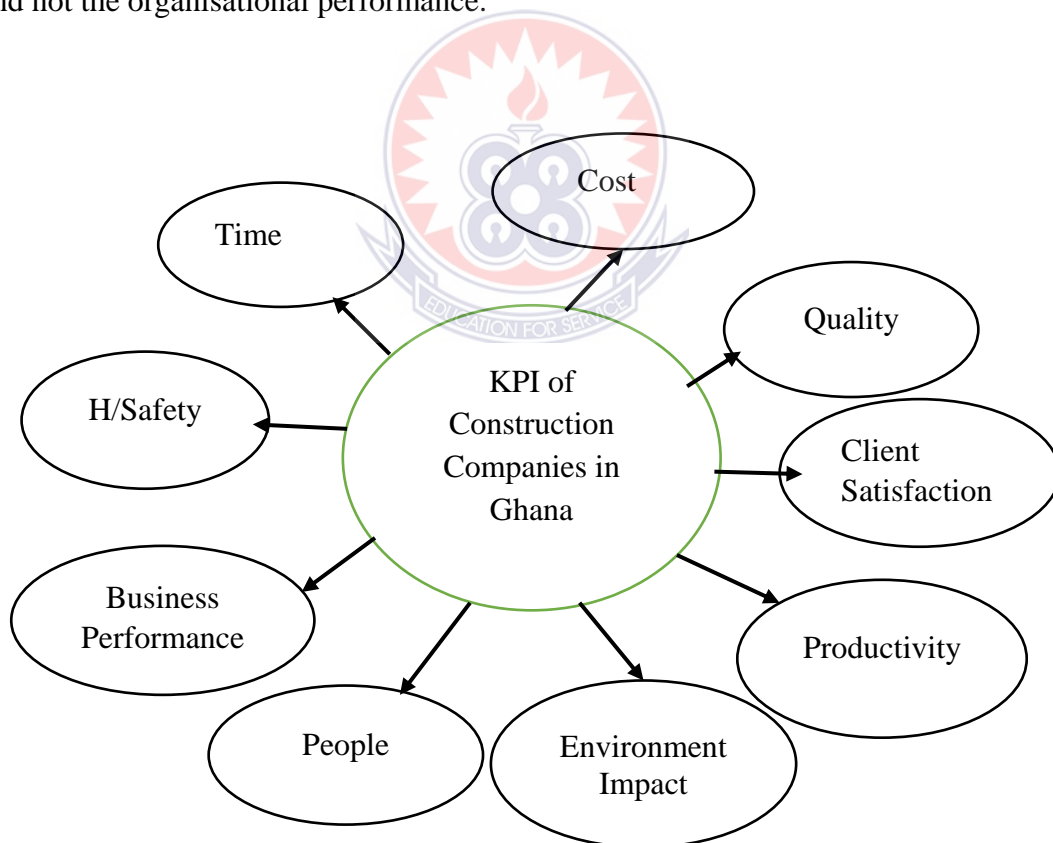 nd not the organisational performance.
Cost
Time
Quality
KPI of
Construction
Companies in
Ghana
H/Safety
Client
Satisfaction
Business
Performance
Productivity
People
Environment
Impact
EDUCATION FOR SERVICE